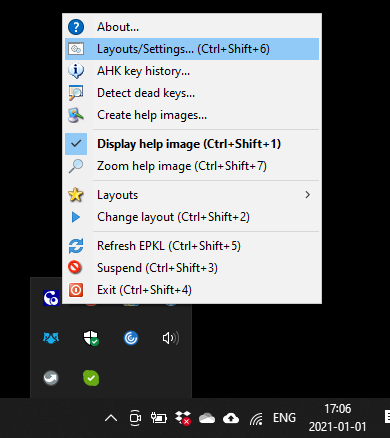 About...
Layouts/Settings... (Ctrl+Shift+6)
AHK key history...
Detect dead keys...
Create help images...
Display help image (Ctrl+Shift+1)
Zoom help image (Ctrl+Shift+7)
Layouts
Change layout (Ctrl+Shift+2)
Refresh EPKL (Ctrl+Shift+5)
Suspend (Ctrl+Shift+3)
Exit (Ctrl+Shift+4)
ENG
17:06
2021-01-01